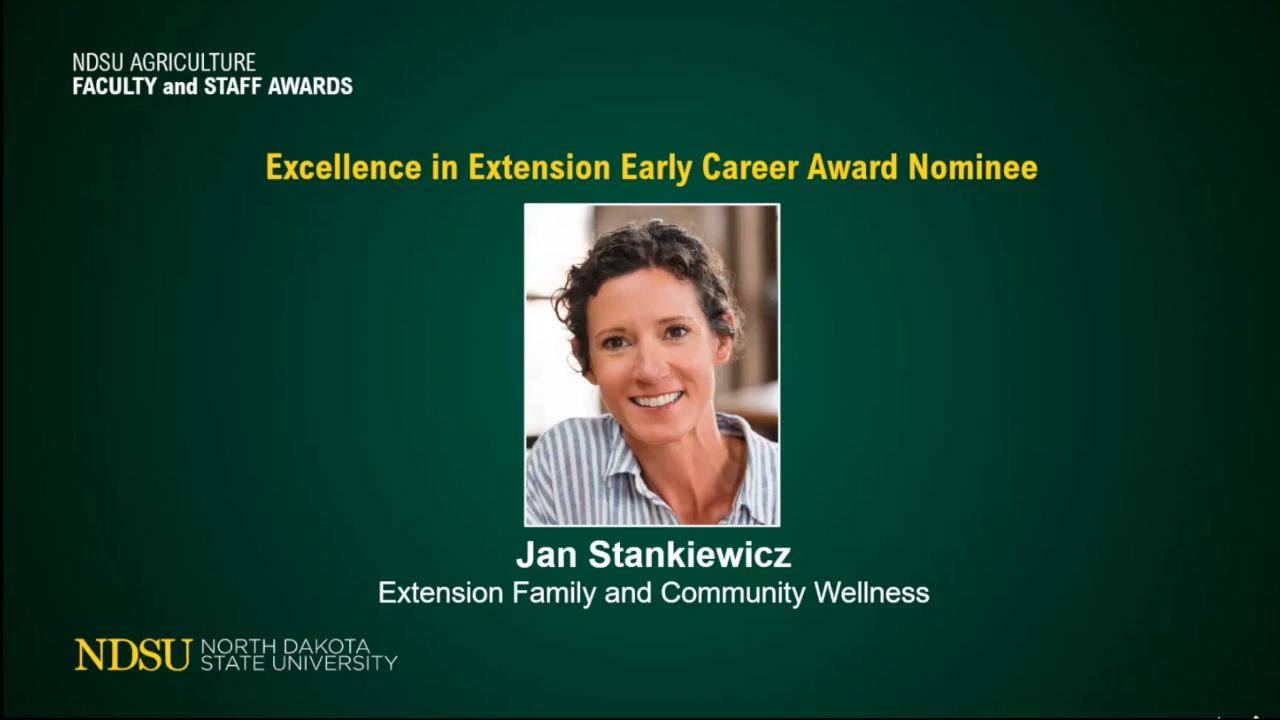 NDSU AGRICULTURE
FACULTY and STAFF AWARDS
Excellence in Extension Early Career Award Nominee
Jan Stankiewicz
Extension Family and Community Wellness
NDSU NORTH DAKOTA
STATE UNIVERSITY